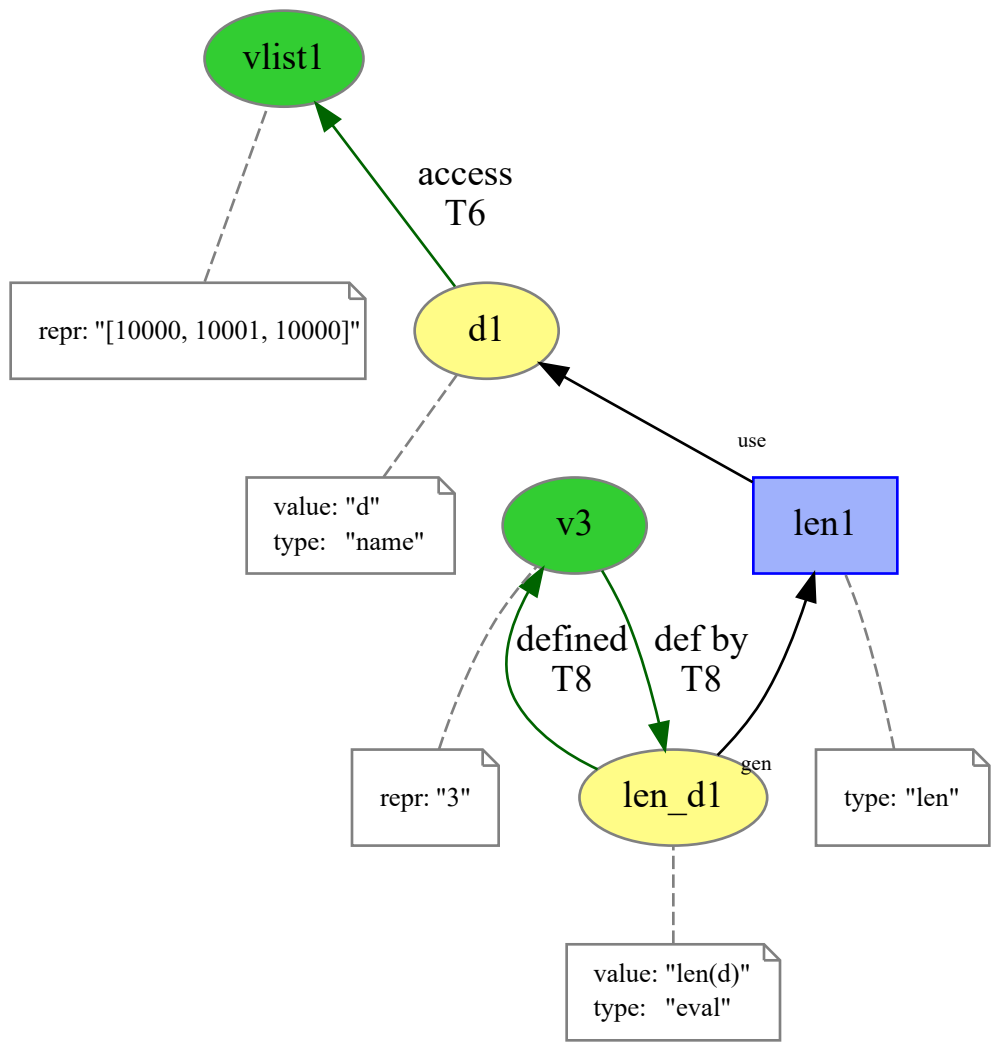 vlist1
access
T6
repr: "[10000, 10001, 10000]"
d1
use
value: "d"
type: "name"
v3
len1
defined
T8
def by
T8
gen
repr: "3"
len_d1
type: "len"
value: "len(d)"
type: "eval"